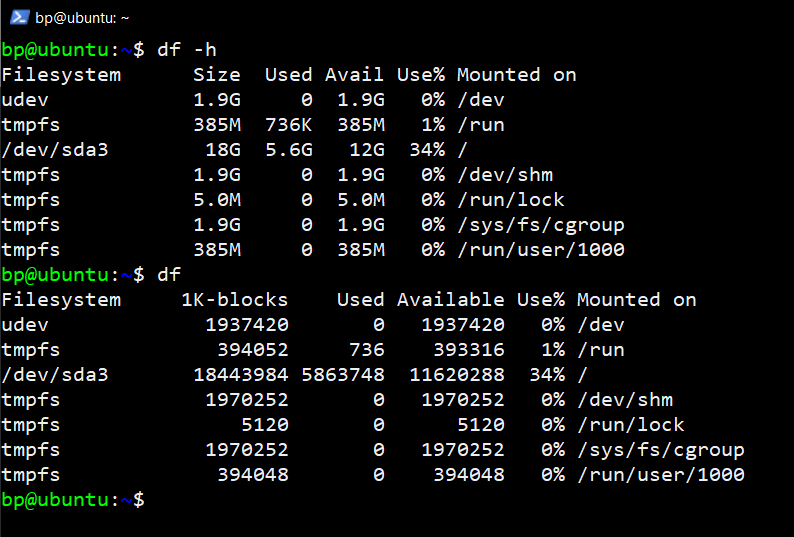 bp@ubuntu: ~
bp@ubuntu:~$ df -h
Filesystem      Size  Used Avail Use% Mounted on
udev            1.9G     0  1.9G   0% /dev
tmpfs           385M  736K  385M   1% /run
/dev/sda3        18G  5.6G   12G  34% /
tmpfs           1.9G     0  1.9G   0% /dev/shm
tmpfs           5.0M     0  5.0M   0% /run/lock
tmpfs           1.9G     0  1.9G   0% /sys/fs/cgroup
tmpfs           385M     0  385M   0% /run/user/1000
bp@ubuntu:~$ df
Filesystem     1K-blocks    Used Available Use% Mounted on
udev             1937420       0   1937420   0% /dev
tmpfs             394052     736    393316   1% /run
/dev/sda3       18443984 5863748  11620288  34% /
tmpfs            1970252       0   1970252   0% /dev/shm
tmpfs               5120       0      5120   0% /run/lock
tmpfs            1970252       0   1970252   0% /sys/fs/cgroup
tmpfs             394048       0    394048   0% /run/user/1000
bp@ubuntu:~$